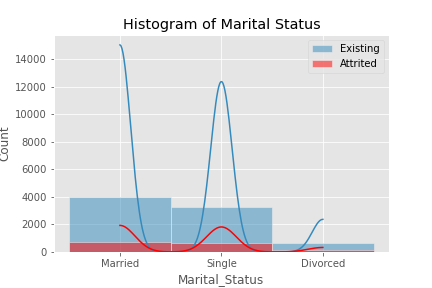 Histogram of Marital Status
Existing
Attrited
14000
12000
10000
8000
6000
4000
2000
0
Count
Married Single Divorced
Marital_Status